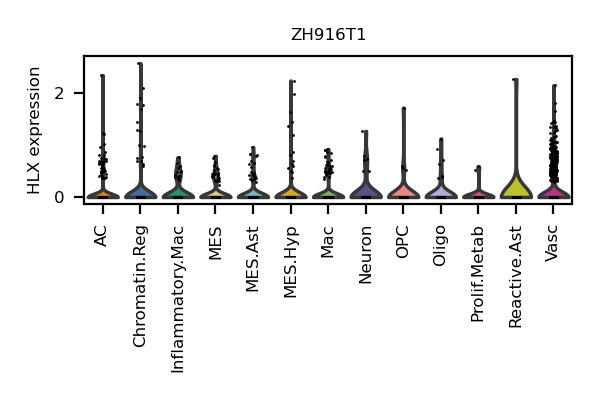 ZH916T1
HLX expression
2
0
AC
Chromatin.Reg
Inflammatory.Mac
MES
MES.Ast
MES.Hyp
Mac
Neuron
OPC
Oligo
Prolif.Metab
Reactive.Ast
Vasc